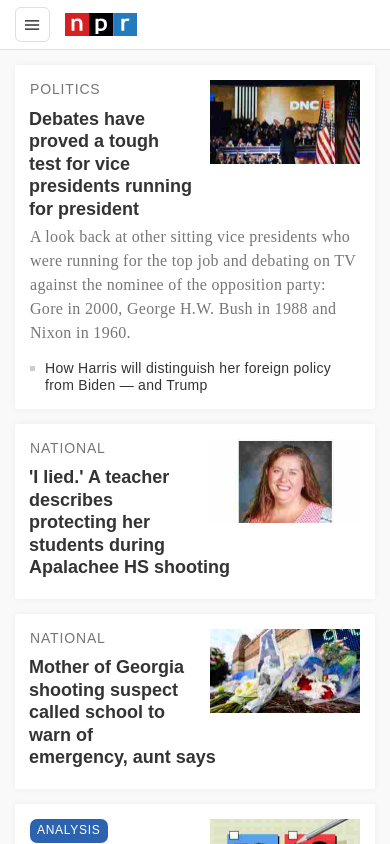 npr
POLITICS
DNC
Debates have
proved a tough
test for vice
presidents running
for president
A look back at other sitting vice presidents who
were running for the top job and debating on TV
against the nominee of the opposition party:
Gore in 2000, George H.W. Bush in 1988 and
Nixon in 1960.
How Harris will distinguish her foreign policy
from Biden — and Trump
NATIONAL
'I lied.' A teacher
describes
protecting her
students during
Apalachee HS shooting
NATIONAL
Mother of Georgia
shooting suspect
called school to
warn of
emergency, aunt says
ANALYSIS